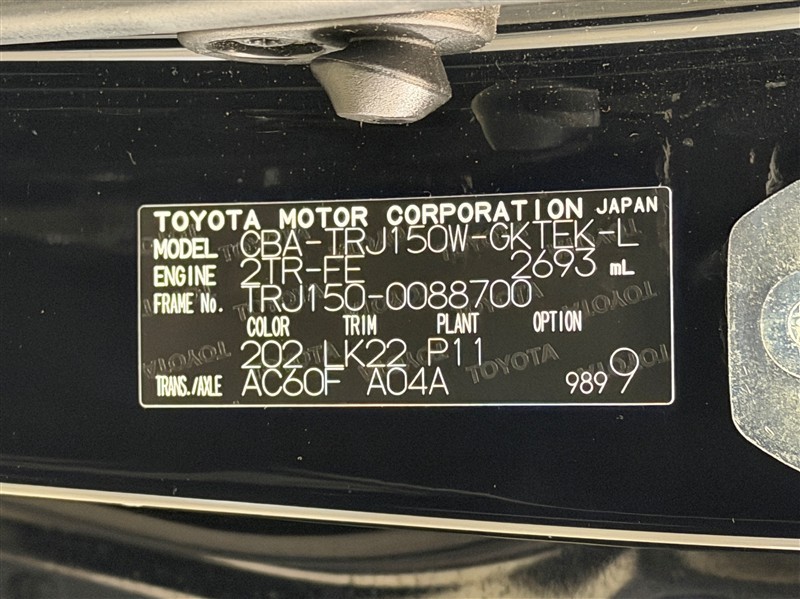 TOYOTA MOTOR CORPORATION JAPAN
MODEL CBA-TRJ150W-GKTEK-L
ENGINE 2TR-FE 2693 mL
FRAME No. TRJ150-0088700
COLOR TRIM PLANT OPTION
202 LK22 P11
TRANS./AXLE AC60F A04A 989 9